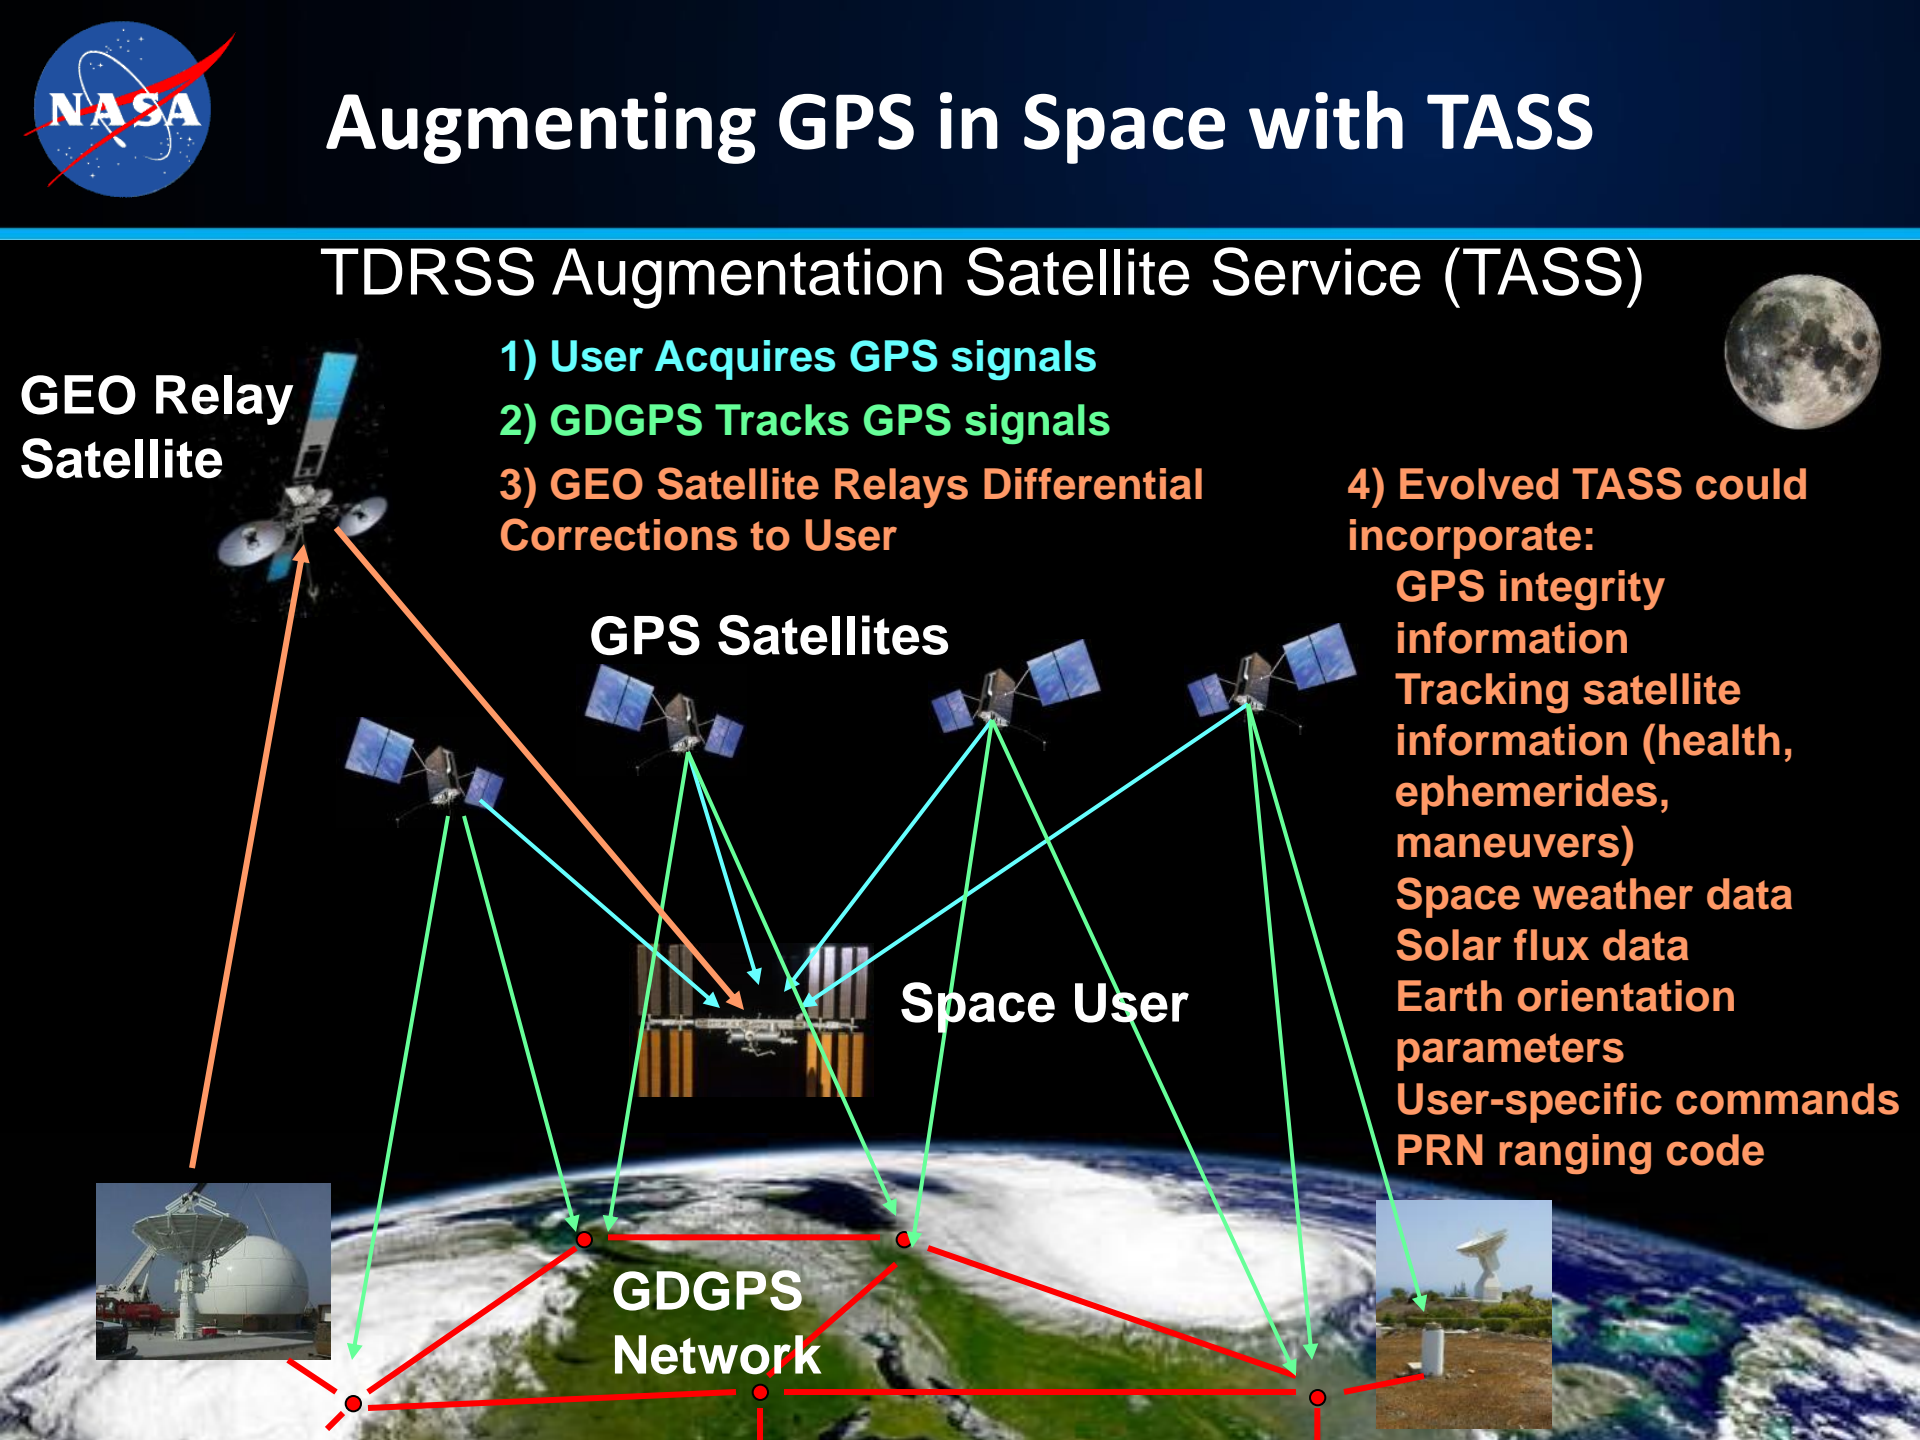 NASA
Augmenting GPS in Space with TASS
TDRSS Augmentation Satellite Service (TASS)
GEO Relay
Satellite
1) User Acquires GPS signals
2) GDGPS Tracks GPS signals
3) GEO Satellite Relays Differential
Corrections to User
4) Evolved TASS could
incorporate:
GPS integrity
information
Tracking satellite
information (health,
ephemerides,
maneuvers)
Space weather data
Solar flux data
Earth orientation
parameters
User-specific commands
PRN ranging code
GPS Satellites
Space User
GDGPS
Network